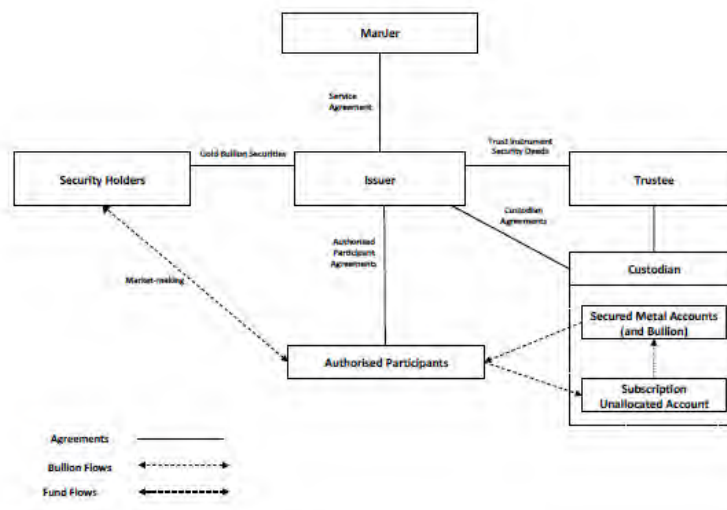 ManJer
Service
Agreement
Gold Bullion Securities
Trust Instrument
Security Deeds
Security Holders
Issuer
Trustee
Custodian
Agreements
Authorised
Participant
Agreements
Custodian
Market-making
Secured Metal Accounts
(and Bullion)
Authorised Participants
Subscription
Unallocated Account
Agreements
Bullion Flows
Fund Flows